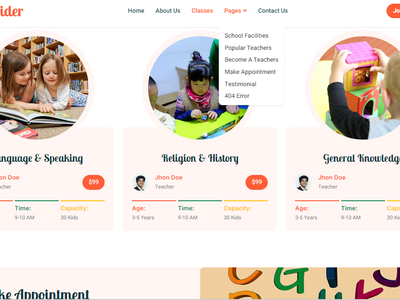 ider
Home About Us Classes Pages Contact Us Jo
School Facilities
Popular Teachers
Become A Teachers
Make Appointment
Testimonial
404 Error
nguage & Speaking
Religion & History
General Knowledg
on Doe
Teacher
$99
Jhon Doe
Teacher
$99
Jhon Doe
Teacher
Time:
9-10 AM
Capacity:
30 Kids
Age:
3-5 Years
Time:
9-10 AM
Capacity:
30 Kids
Age:
3-5 Years
Time:
9-10 AM
Capacity:
30 Kids
ke Appointment